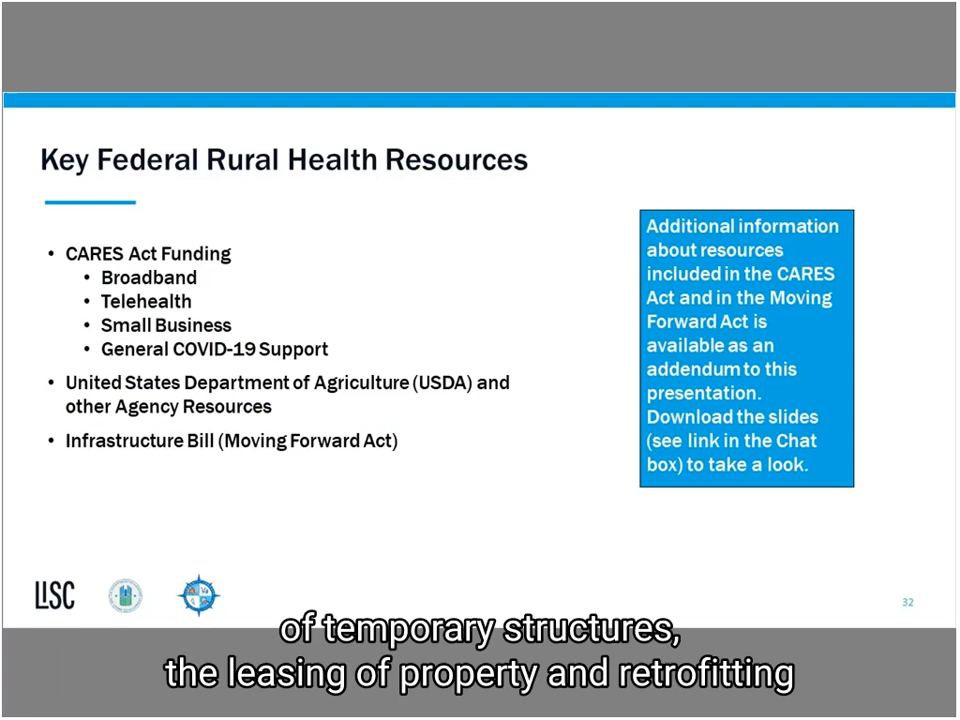 Key Federal Rural Health Resources
• CARES Act Funding
• Broadband
• Telehealth
• Small Business
• General COVID-19 Support
• United States Department of Agriculture (USDA) and
other Agency Resources
• Infrastructure Bill (Moving Forward Act)
Additional information
about resources
included in the CARES
Act and in the Moving
Forward Act is
available as an
addendum to this
presentation.
Download the slides
(see link in the Chat
box) to take a look.
LISC
32
of temporary structures,
the leasing of property and retrofitting